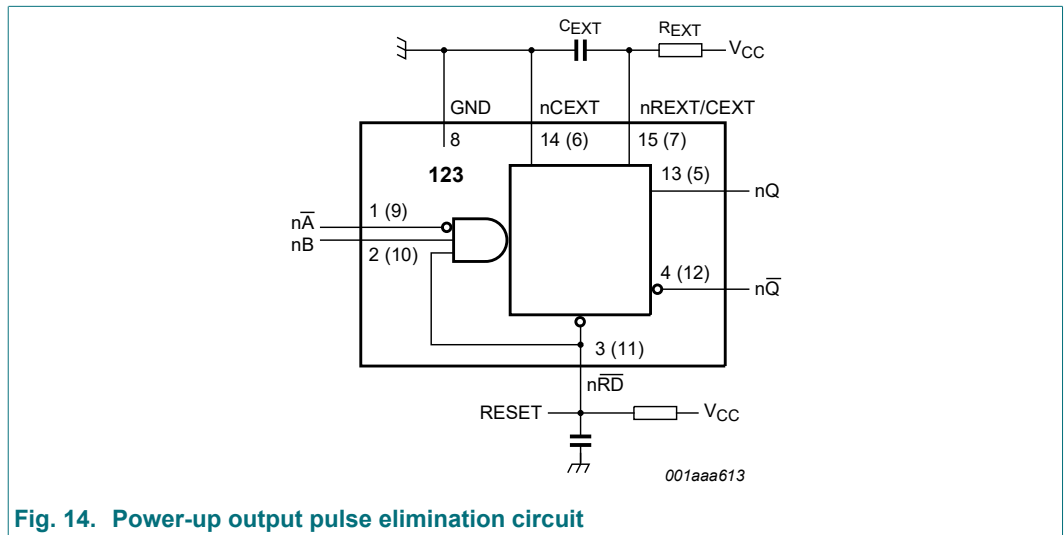 CEXT REXT
VCC
GND nCEXT nREXT/CEXT
8 14 (6) 15 (7)
123
13 (5)
nQ
1 (9)
nA̅
nB
2 (10)
4 (12)
nQ̅
3 (11)
nR̅D̅
RESET VCC
001aaa613
Fig. 14. Power-up output pulse elimination circuit